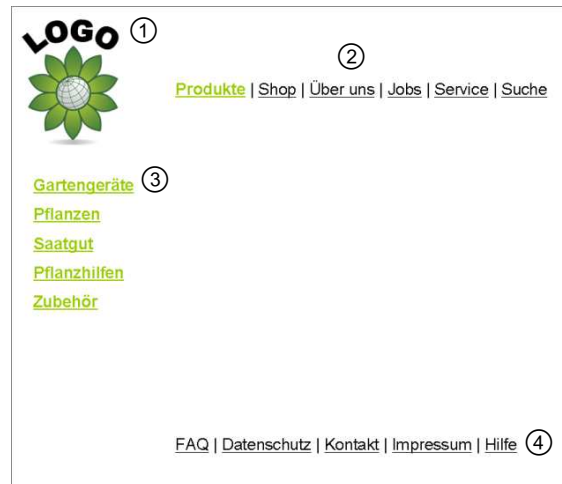 LOGO ①
②
Produkte | Shop | Über uns | Jobs | Service | Suche
Gartengeräte ③
Pflanzen
Saatgut
Pflanzhilfen
Zubehör
FAQ | Datenschutz | Kontakt | Impressum | Hilfe ④